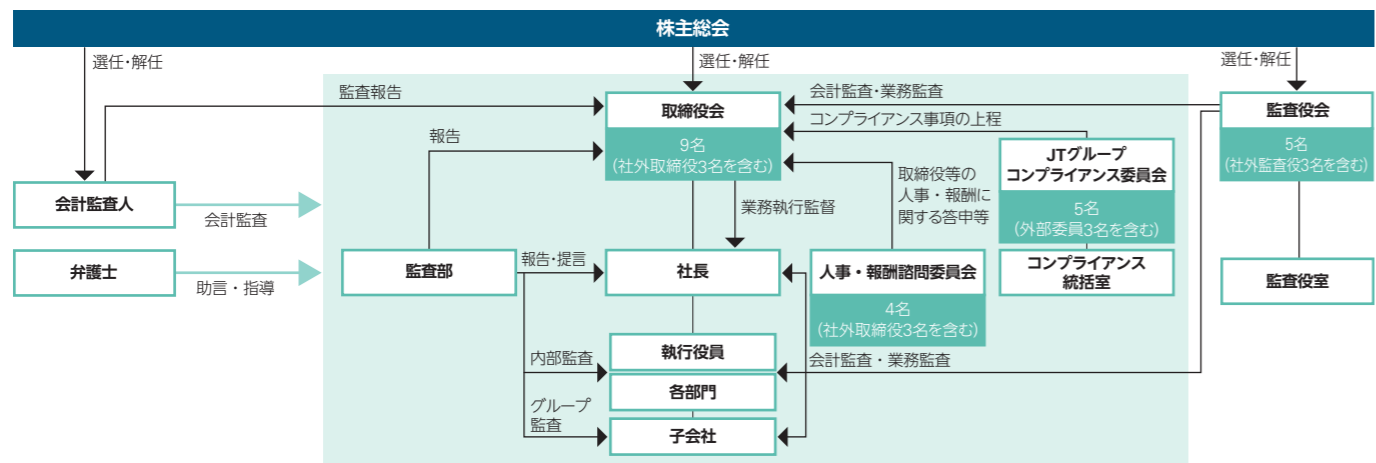 株主総会
選任・解任
選任・解任
選任・解任
監査報告
会計監査・業務監査
取締役会
監査役会
コンプライアンス事項の上程
報告
9名
(社外取締役3名を含む)
JTグループ
コンプライアンス委員会
5名
(社外監査役3名を含む)
取締役等の
人事・報酬に
関する答申等
会計監査人
会計監査
業務執行監督
5名
(外部委員3名を含む)
弁護士
助言・指導
監査部
報告・提言
社長
人事・報酬諮問委員会
コンプライアンス
統括室
監査役室
4名
(社外取締役3名を含む)
執行役員
内部監査
会計監査・業務監査
各部門
グループ
監査
子会社